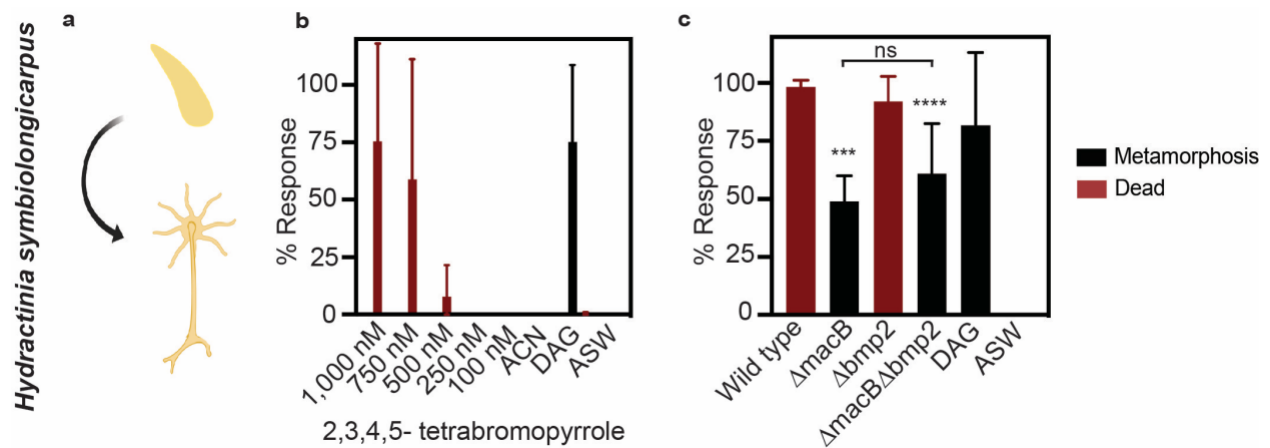 Hydractinia symbiolongicarpus
a
b
% Response
100
75
50
25
0
1,000 nM
750 nM
500 nM
250 nM
100 nM
ACN
DAG
ASW
2,3,4,5- tetrabromopyrrole
c
% Response
100
75
50
25
0
ns
***
****
Wild type
ΔmacB
Δbmp2
ΔmacBΔbmp2
DAG
ASW
Metamorphosis
Dead